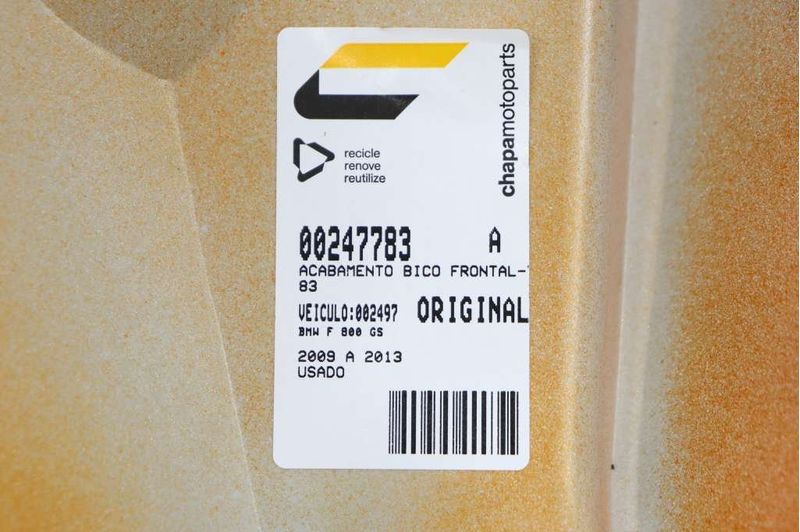 chapamotoparts
recicle
renove
reutilize
00247783 A
ACABAMENTO BICO FRONTAL-
83
VEICULO:002497 ORIGINAL
BMW F 800 GS
2009 A 2013
USADO